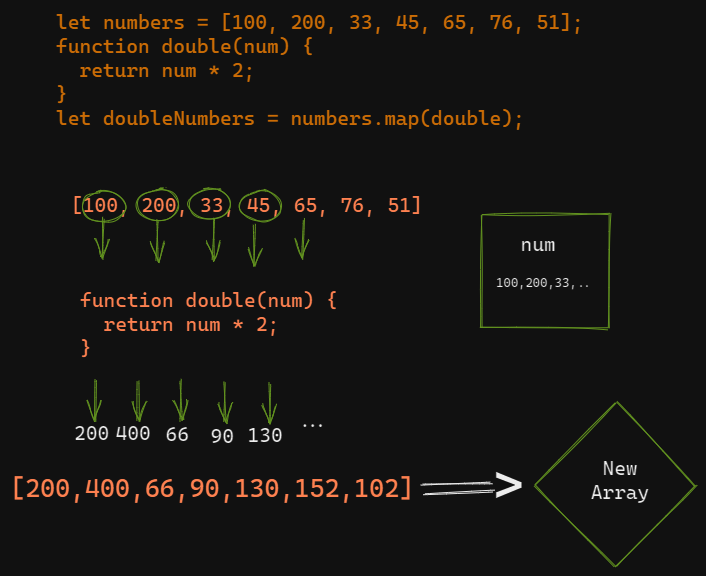 let numbers = [100, 200, 33, 45, 65, 76, 51];
function double(num) {
  return num * 2;
}
let doubleNumbers = numbers.map(double);
[100, 200, 33, 45, 65, 76, 51]
num
100,200,33,..
function double(num) {
  return num * 2;
}
200 400 66 90 130 ...
[200,400,66,90,130,152,102]
New
Array